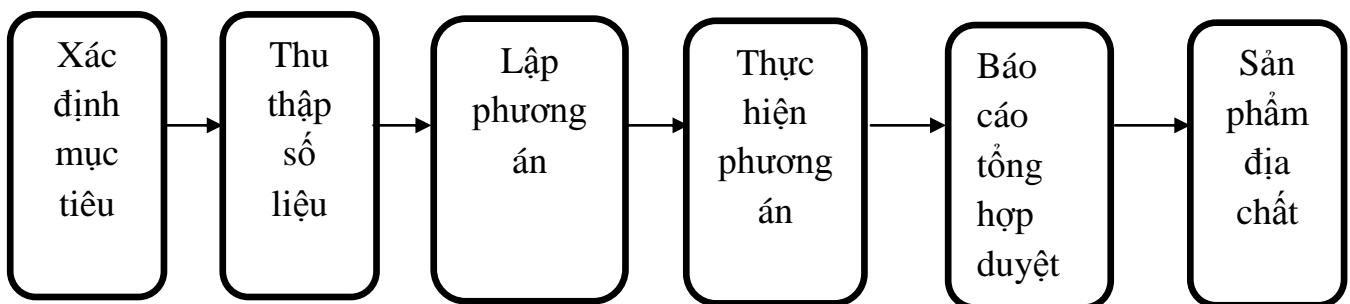 Xác
định
mục
tiêu
Thu
thập
số
liệu
Lập
phương
án
Thực
hiện
phương
án
Báo
cáo
tổng
hợp
duyệt
Sản
phẩm
địa
chất